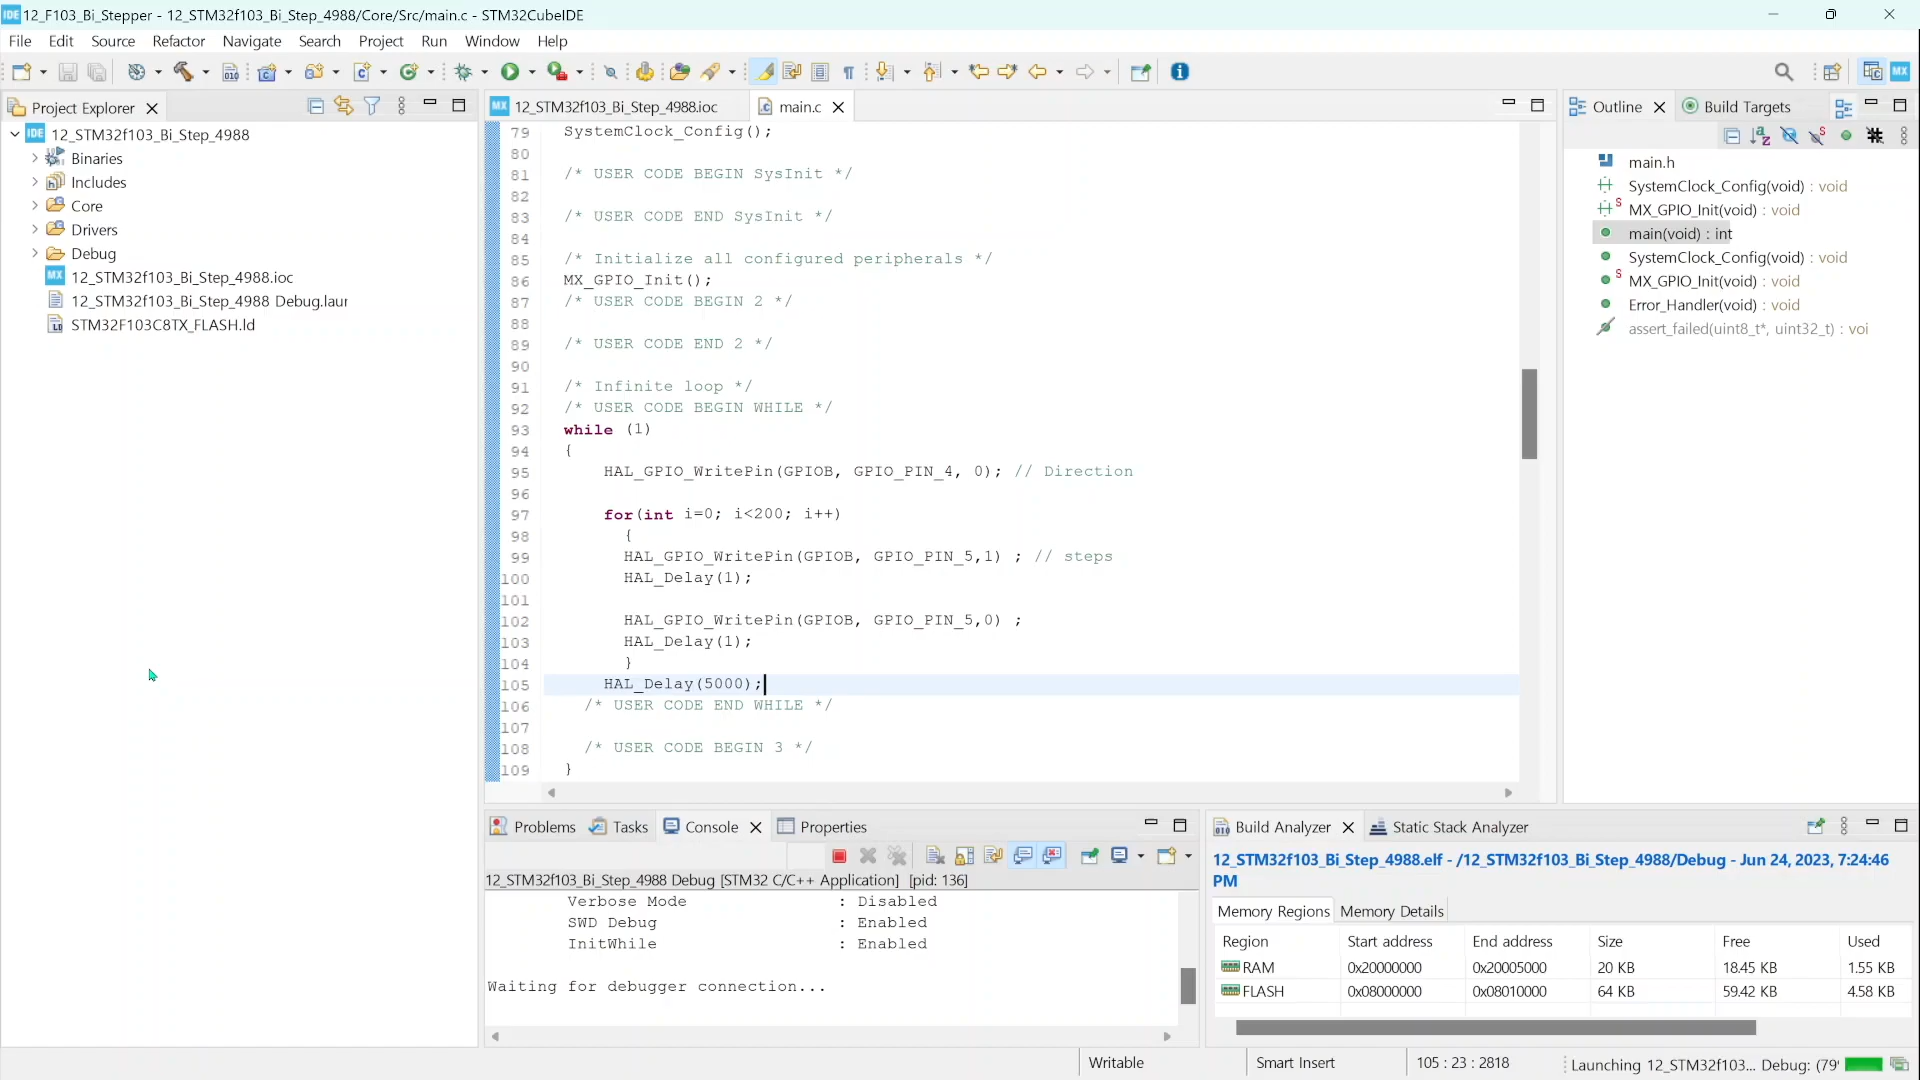 12_F103_Bi_Stepper - 12_STM32f103_Bi_Step_4988/Core/Src/main.c - STM32CubeIDE
File Edit Source Refactor Navigate Search Project Run Window Help
Project Explorer
12_STM32f103_Bi_Step_4988
Binaries
Includes
Core
Drivers
Debug
12_STM32f103_Bi_Step_4988.ioc
12_STM32f103_Bi_Step_4988 Debug.laur
STM32F103C8TX_FLASH.ld
12_STM32f103_Bi_Step_4988.ioc main.c
79 SystemClock_Config();
80
81 /* USER CODE BEGIN SysInit */
82
83 /* USER CODE END SysInit */
84
85 /* Initialize all configured peripherals */
86 MX_GPIO_Init();
87 /* USER CODE BEGIN 2 */
88
89 /* USER CODE END 2 */
90
91 /* Infinite loop */
92 /* USER CODE BEGIN WHILE */
93 while (1)
94 {
95 HAL_GPIO_WritePin(GPIOB, GPIO_PIN_4, 0); // Direction
96
97 for(int i=0; i<200; i++)
98 {
99 HAL_GPIO_WritePin(GPIOB, GPIO_PIN_5,1) ; // steps
100 HAL_Delay(1);
101
102 HAL_GPIO_WritePin(GPIOB, GPIO_PIN_5,0) ;
103 HAL_Delay(1);
104 }
105 HAL_Delay(5000);
106 /* USER CODE END WHILE */
107
108 /* USER CODE BEGIN 3 */
109 }
Outline Build Targets
main.h
SystemClock_Config(void) : void
MX_GPIO_Init(void) : void
main(void) : int
SystemClock_Config(void) : void
MX_GPIO_Init(void) : void
Error_Handler(void) : void
assert_failed(uint8_t*, uint32_t) : voi
Problems Tasks Console Properties
12_STM32f103_Bi_Step_4988 Debug [STM32 C/C++ Application] [pid: 136]
Verbose Mode : Disabled
SWD Debug : Enabled
InitWhile : Enabled
Waiting for debugger connection...
Build Analyzer Static Stack Analyzer
12_STM32f103_Bi_Step_4988.elf - /12_STM32f103_Bi_Step_4988/Debug - Jun 24, 2023, 7:24:46
PM
Memory Regions Memory Details
Region Start address End address Size Free Used
RAM 0x20000000 0x20005000 20 KB 18.45 KB 1.55 KB
FLASH 0x08000000 0x08010000 64 KB 59.42 KB 4.58 KB
Writable Smart Insert 105 : 23 : 2818 Launching 12_STM32f103... Debug: (79'